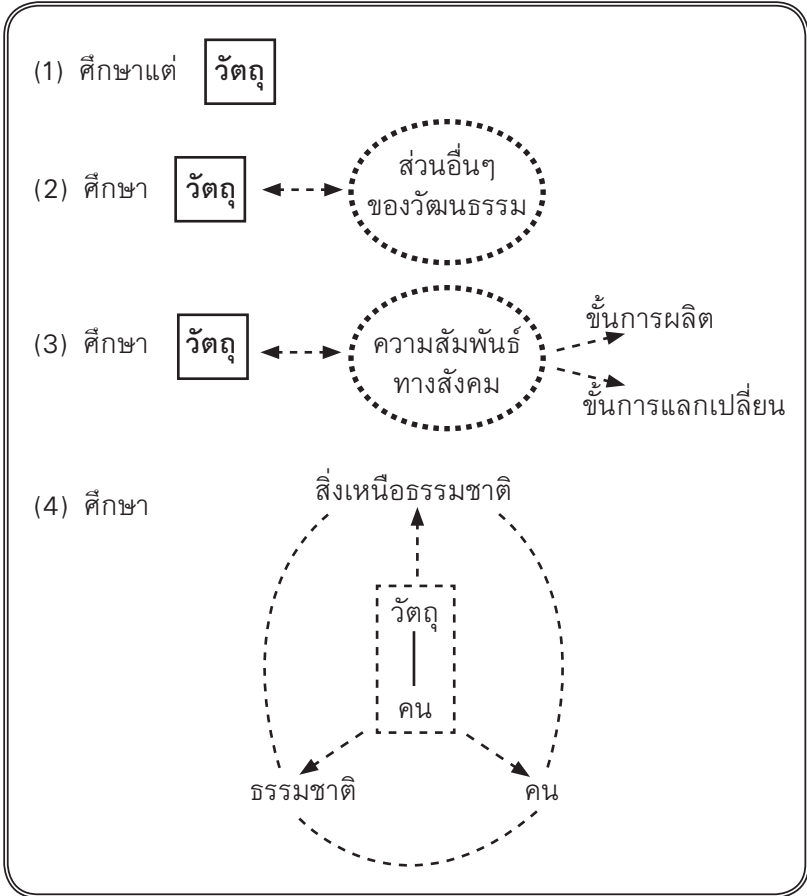 (1) ศึกษาแต่ วัตถุ
(2) ศึกษา วัตถุ ส่วนอื่นๆ
ของวัฒนธรรม
(3) ศึกษา วัตถุ ความสัมพันธ์
ทางสังคม
ขั้นการผลิต
ขั้นการแลกเปลี่ยน
(4) ศึกษา
สิ่งเหนือธรรมชาติ
วัตถุ
คน
ธรรมชาติ คน